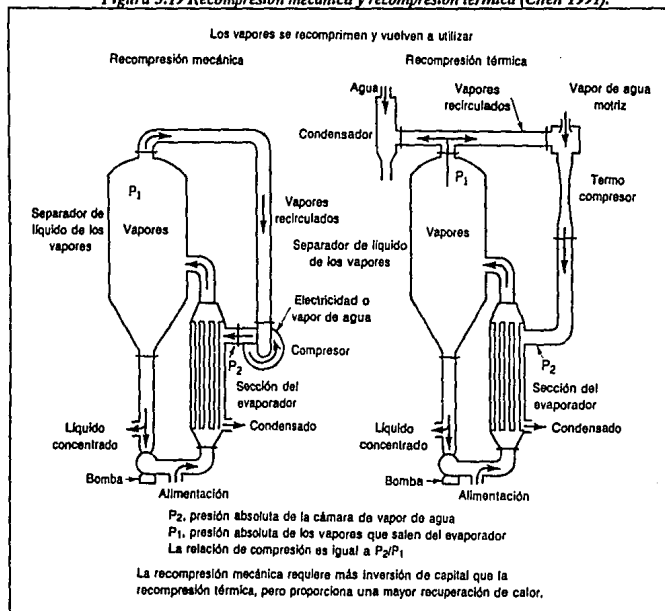 Figura 3.19 Recompresión mecánica y recompresión térmica (Chen 1991).
Los vapores se recomprimen y vuelven a utilizar
Recompresión mecánica
P₁
Vapores
Separador de
líquido de los
vapores
Vapores
recirculados
Electricidad o
vapor de agua
Compresor
P₂
Sección del
evaporador
Condensado
Líquido
concentrado
Bomba
Alimentación
Recompresión térmica
Agua
Vapores
recirculados
Vapor de agua
motriz
Condensador
P₁
Termo
compresor
Vapores
Separador de líquido
de los vapores
P₂
Sección del
evaporador
Condensado
Líquido
concentrado
Bomba
Alimentación
P₂, presión absoluta de la cámara de vapor de agua
P₁, presión absoluta de los vapores que salen del evaporador
La relación de compresión es igual a P₂/P₁
La recompresión mecánica requiere más inversión de capital que la
recompresión térmica, pero proporciona una mayor recuperación de calor.